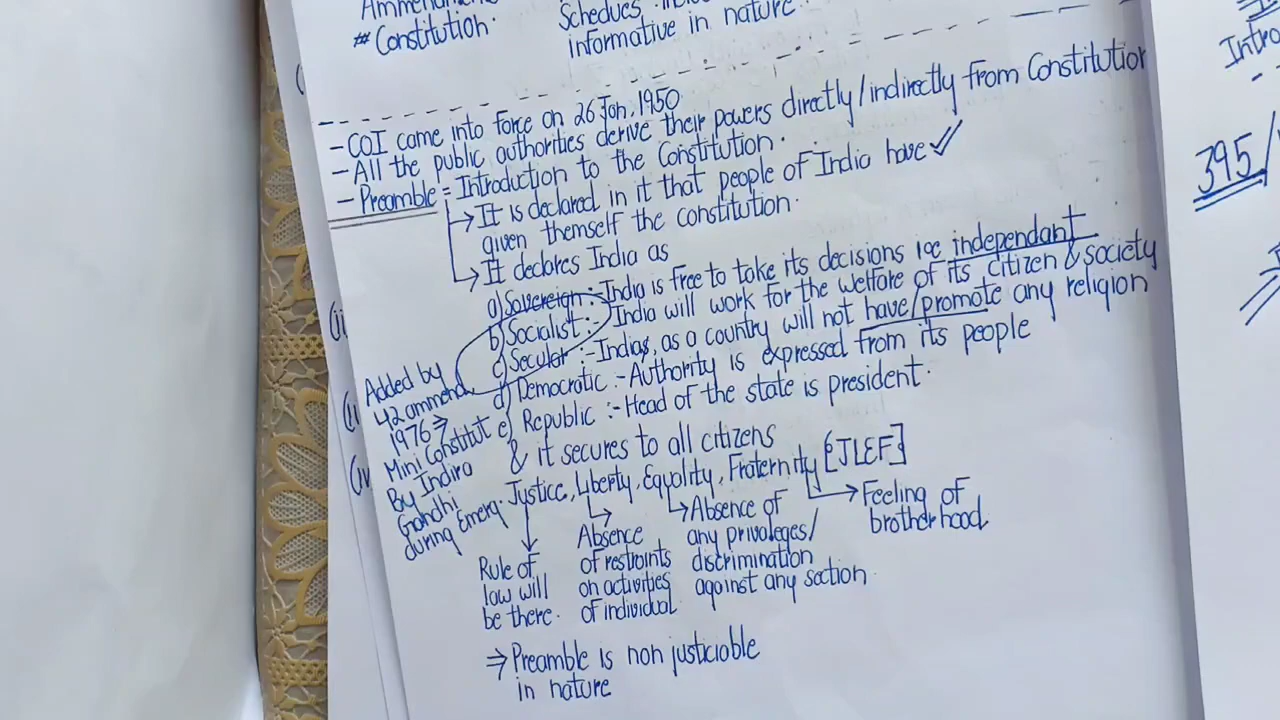 # Constitution.
Schedues
informative in nature.
- COI came into force on 26 Jan, 1950
- All the public authorities derive their powers directly/indirectly from Constitution
- Preamble = Introduction to the Constitution.
→ It is declared in it that people of India have ✓
given themself the constitution.
→ It declares India as
a) Sovereign:- India is free to take its decisions ie independant
b) Socialist:- India will work for the welfare of its citizen & society
c) Secular :- India, as a country will not have/promote any religion
d) Democratic :- Authority is expressed from its people
e) Republic :- Head of the state is president.
Added by
42 ammend
1976 ⇒
Mini Constitut
By Indira
Gandhi
during Emerg.
& it secures to all citizens
Justice, Liberty, Equality, Fraternity [JLEF]
→ Feeling of
brotherhood
→ Absence of
any privaleges/
discrimination
against any section
Absence
of restraints
on activities
of individual
Rule of
law will
be there.
⇒ Preamble is non justiciable
in nature
Intro
395/